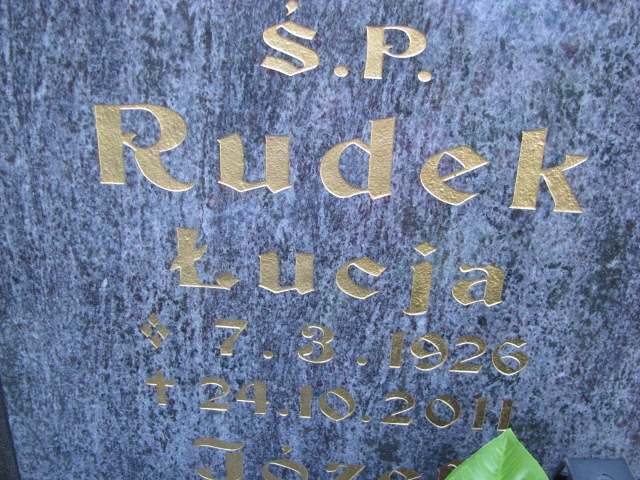 Ś.P.
Rudek
Łucja
7.3.1926
† 24.10.2011